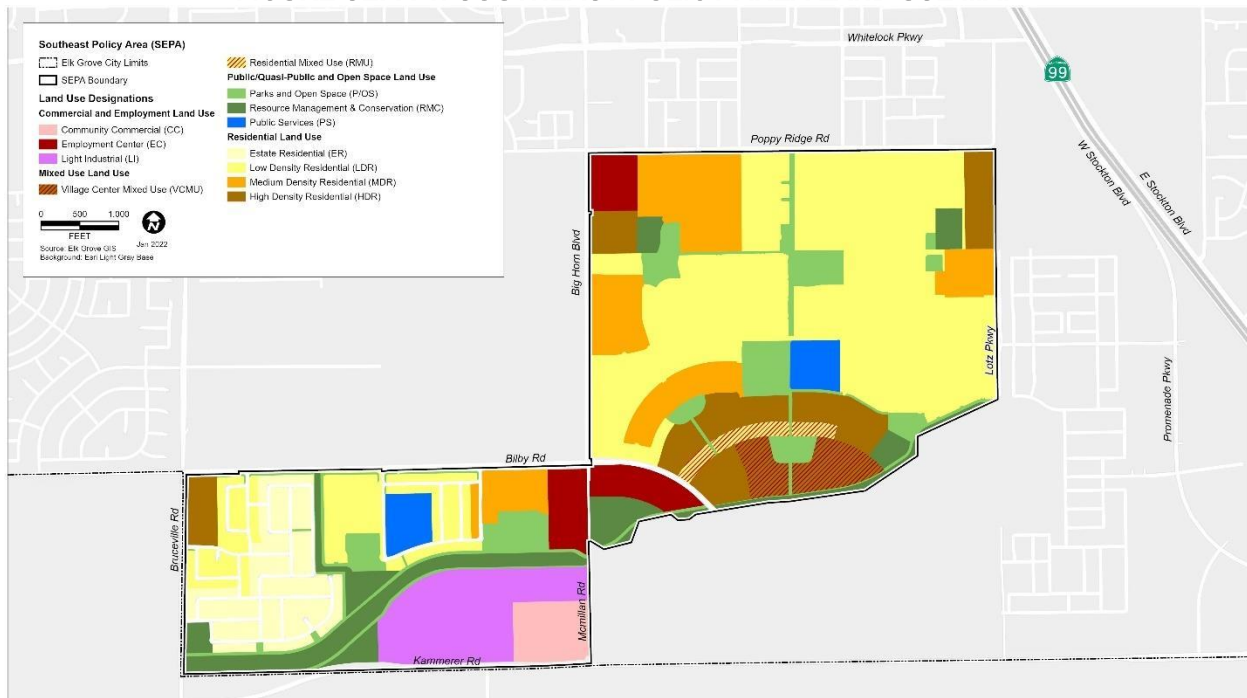 Southeast Policy Area (SEPA)
Elk Grove City Limits
SEPA Boundary
Land Use Designations
Commercial and Employment Land Use
Community Commercial (CC)
Employment Center (EC)
Light Industrial (LI)
Mixed Use Land Use
Village Center Mixed Use (VCMU)
Residential Mixed Use (RMU)
Public/Quasi-Public and Open Space Land Use
Parks and Open Space (P/OS)
Resource Management & Conservation (RMC)
Public Services (PS)
Residential Land Use
Estate Residential (ER)
Low Density Residential (LDR)
Medium Density Residential (MDR)
High Density Residential (HDR)
0 500 1,000
FEET
N
Jan 2022
Source: Elk Grove GIS
Background: Esri Light Gray Base
Whitelock Pkwy
99
Poppy Ridge Rd
W Stockton Blvd
E Stockton Blvd
Big Horn Blvd
Lotz Pkwy
Promenade Pkwy
Bilby Rd
Bruceville Rd
Mcmillan Rd
Kammerer Rd